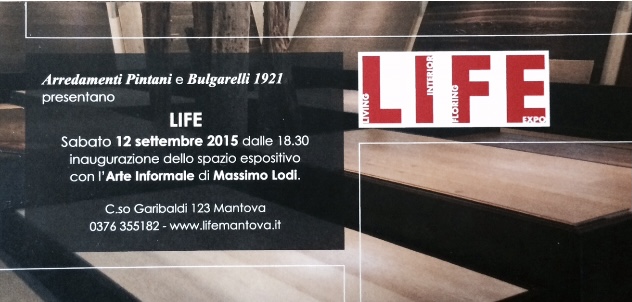 Arredamenti Pintani e Bulgarelli 1921
presentano
LIFE
Sabato 12 settembre 2015 dalle 18.30
inaugurazione dello spazio espositivo
con l'Arte Informale di Massimo Lodi.
C.so Garibaldi 123 Mantova
0376 355182 - www.lifemantova.it
LIFE
LIVING
INTERIOR
FLORING
EXPO